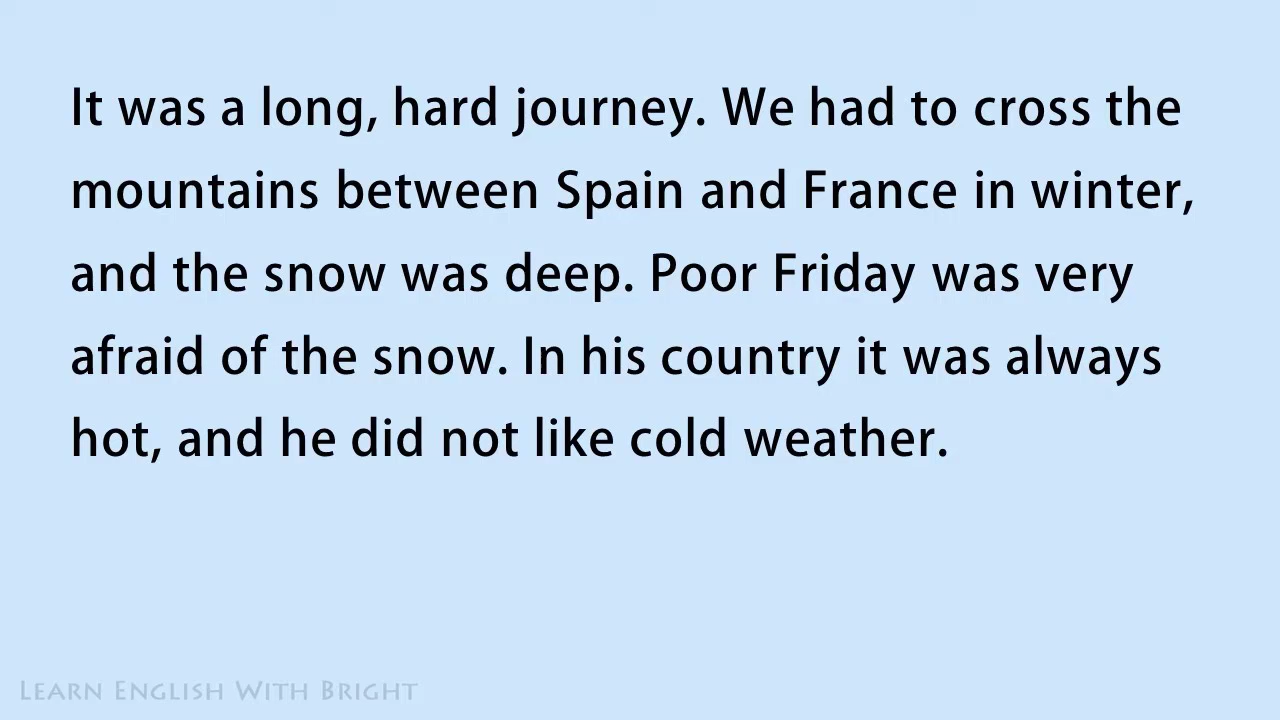 It was a long, hard journey. We had to cross the
mountains between Spain and France in winter,
and the snow was deep. Poor Friday was very
afraid of the snow. In his country it was always
hot, and he did not like cold weather.
LEARN ENGLISH WITH BRIGHT